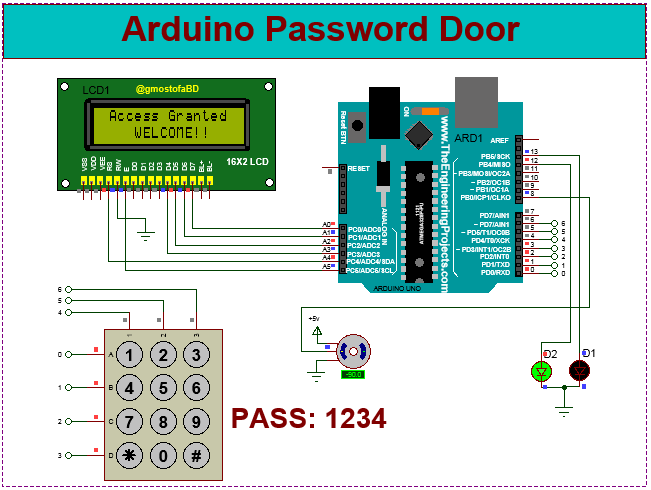 Arduino Password Door
LCD1
@gmostofaBD
Access Granted
WELCOME!!
16X2 LCD
VSS
VDD
VEE
RS
RW
E
D0
D1
D2
D3
D4
D5
D6
D7
BL+
BL-
Reset BTN
ON
ARD1
www.TheEngineeringProjects.com
AREF
RESET
PB5/SCK 13
PB4/MISO 12
~ PB3/MOSI/OC2A 11
~ PB2/OC1B 10
~ PB1/OC1A 9
PB0/ICP1/CLKO 8
PD7/AIN1 7
~ PD7/AIN1 6 6
~ PD5/T1/OC0B 5 5
PD4/T0/XCK 4 4
~ PD3/INT1/OC2B 3 3
PD2/INT0 2 2
PD1/TXD 1 1
PD0/RXD 0 0
ANALOG IN
A0 PC0/ADC0
A1 PC1/ADC1
A2 PC2/ADC2
A3 PC3/ADC3
A4 PC4/ADC4/SDA
A5 PC5/ADC5/SCL
ARDUINO UNO
6
5
4
1 2 3
0 A 1 2 3
1 B 4 5 6
2 C 7 8 9
3 D * 0 #
+5v
D2
D1
PASS: 1234